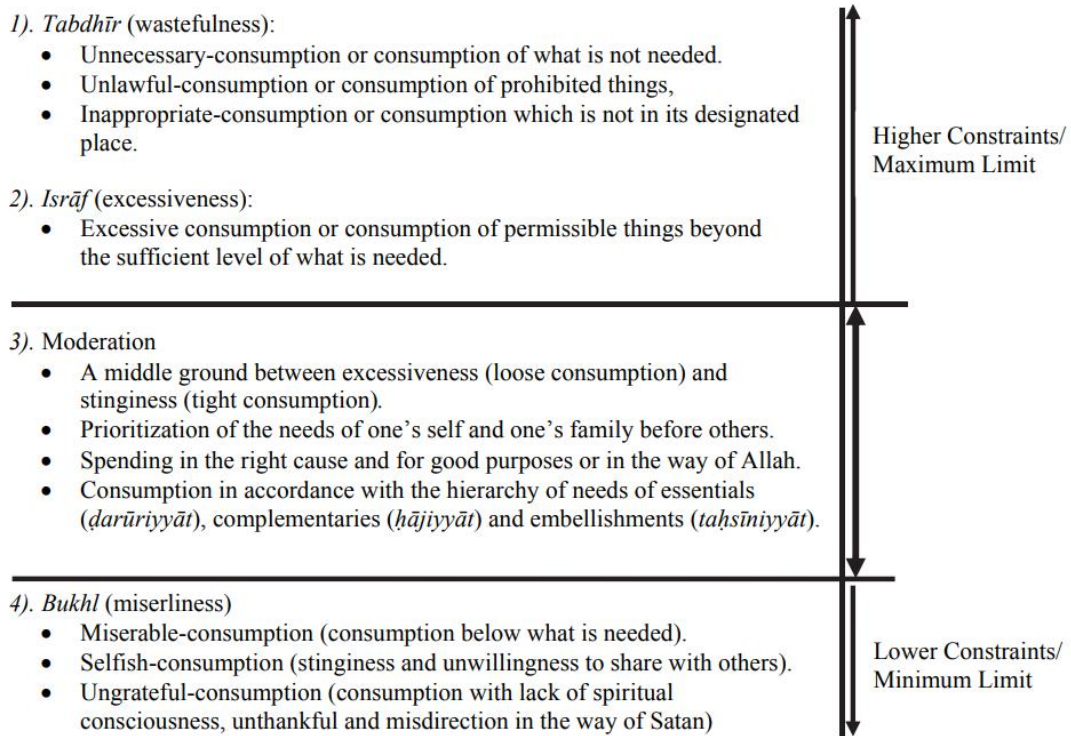 1). Tabdhīr (wastefulness):
• Unnecessary-consumption or consumption of what is not needed.
• Unlawful-consumption or consumption of prohibited things,
• Inappropriate-consumption or consumption which is not in its designated
place.
Higher Constraints/
Maximum Limit
2). Isrāf (excessiveness):
• Excessive consumption or consumption of permissible things beyond
the sufficient level of what is needed.
3). Moderation
• A middle ground between excessiveness (loose consumption) and
stinginess (tight consumption).
• Prioritization of the needs of one's self and one's family before others.
• Spending in the right cause and for good purposes or in the way of Allah.
• Consumption in accordance with the hierarchy of needs of essentials
(ḍarūriyyāt), complementaries (ḥājiyyāt) and embellishments (taḥsīniyyāt).
4). Bukhl (miserliness)
• Miserable-consumption (consumption below what is needed).
• Selfish-consumption (stinginess and unwillingness to share with others).
• Ungrateful-consumption (consumption with lack of spiritual
consciousness, unthankful and misdirection in the way of Satan)
Lower Constraints/
Minimum Limit